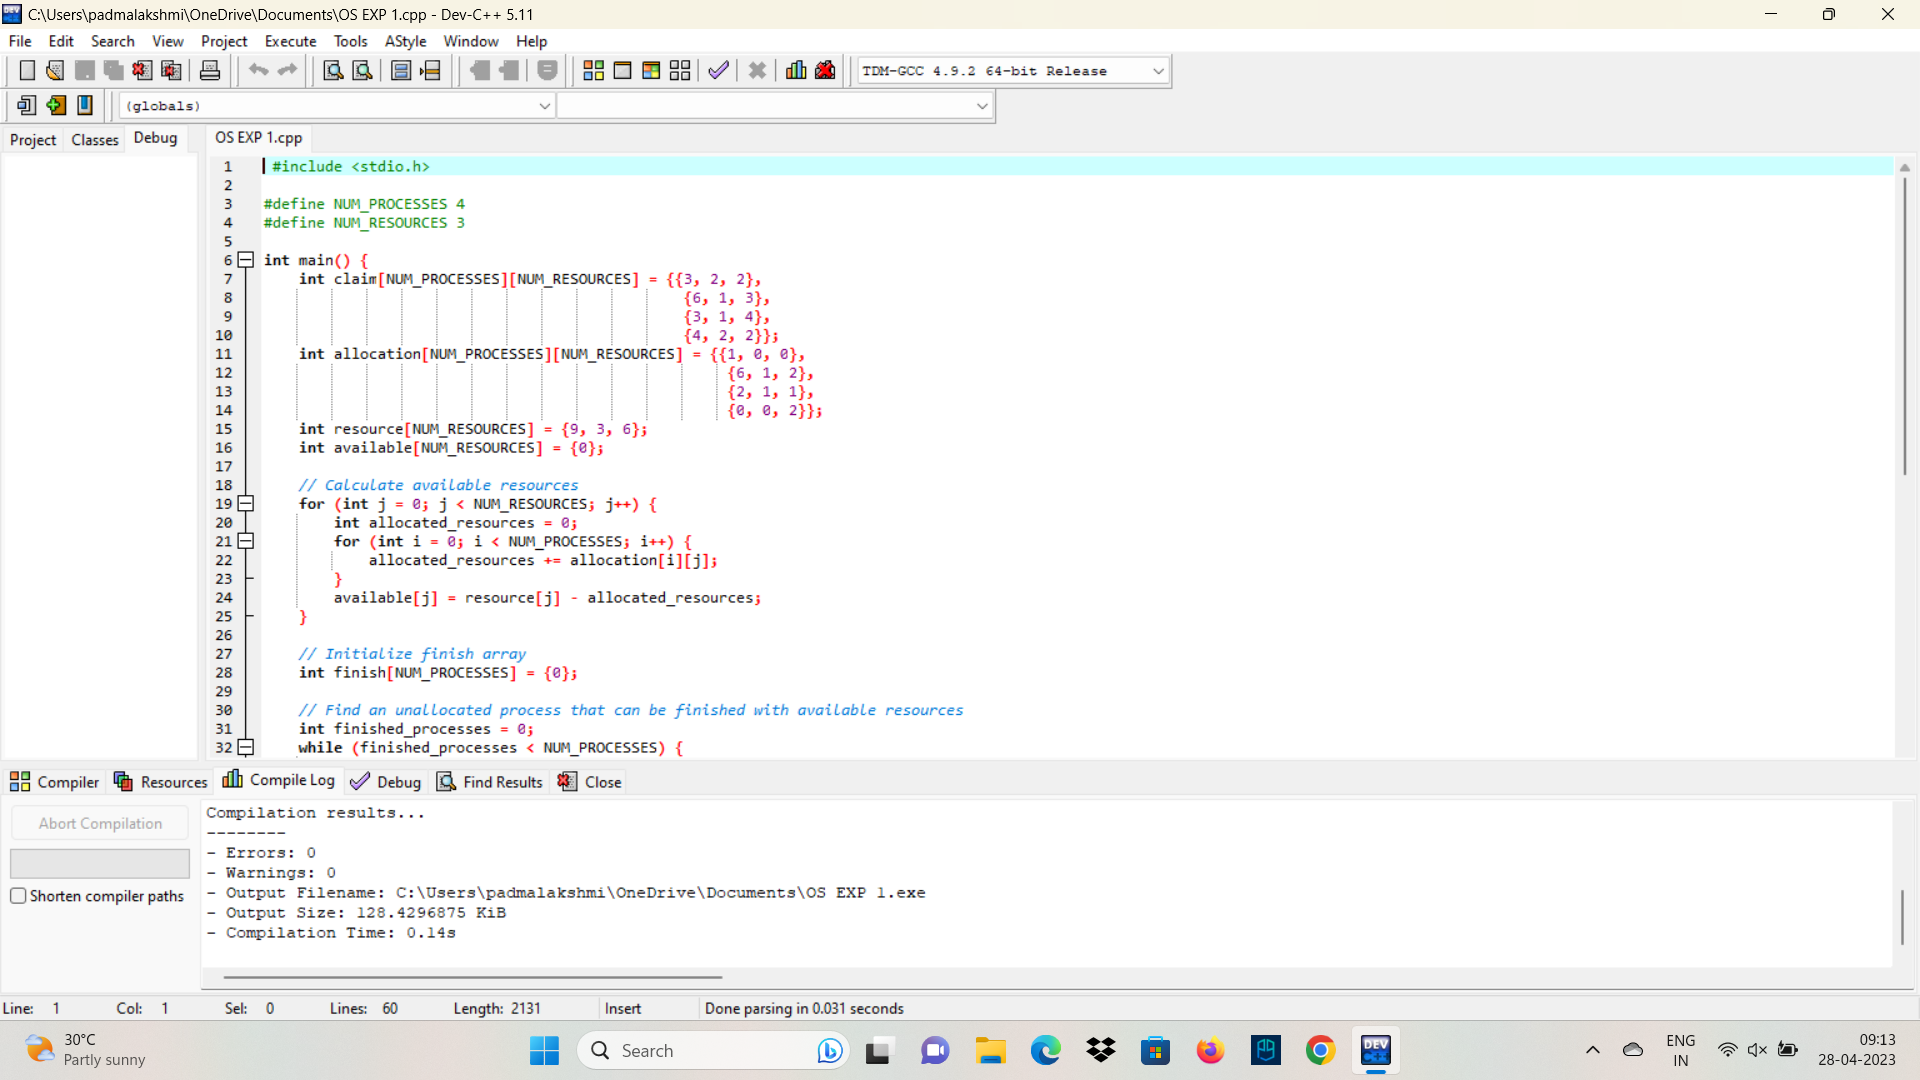 C:\Users\padmalakshmi\OneDrive\Documents\OS EXP 1.cpp - Dev-C++ 5.11
File Edit Search View Project Execute Tools AStyle Window Help
TDM-GCC 4.9.2 64-bit Release
(globals)
Project Classes Debug OS EXP 1.cpp
1 #include <stdio.h>
2
3 #define NUM_PROCESSES 4
4 #define NUM_RESOURCES 3
5
6 int main() {
7 int claim[NUM_PROCESSES][NUM_RESOURCES] = {{3, 2, 2},
8 {6, 1, 3},
9 {3, 1, 4},
10 {4, 2, 2}};
11 int allocation[NUM_PROCESSES][NUM_RESOURCES] = {{1, 0, 0},
12 {6, 1, 2},
13 {2, 1, 1},
14 {0, 0, 2}};
15 int resource[NUM_RESOURCES] = {9, 3, 6};
16 int available[NUM_RESOURCES] = {0};
17
18 // Calculate available resources
19 for (int j = 0; j < NUM_RESOURCES; j++) {
20 int allocated_resources = 0;
21 for (int i = 0; i < NUM_PROCESSES; i++) {
22 allocated_resources += allocation[i][j];
23 }
24 available[j] = resource[j] - allocated_resources;
25 }
26
27 // Initialize finish array
28 int finish[NUM_PROCESSES] = {0};
29
30 // Find an unallocated process that can be finished with available resources
31 int finished_processes = 0;
32 while (finished_processes < NUM_PROCESSES) {
Compiler Resources Compile Log Debug Find Results Close
Abort Compilation
Shorten compiler paths
Compilation results...
--------
- Errors: 0
- Warnings: 0
- Output Filename: C:\Users\padmalakshmi\OneDrive\Documents\OS EXP 1.exe
- Output Size: 128.4296875 KiB
- Compilation Time: 0.14s
Line: 1 Col: 1 Sel: 0 Lines: 60 Length: 2131 Insert Done parsing in 0.031 seconds
30°C
Partly sunny
Search
DEV
C++
ENG
IN
09:13
28-04-2023